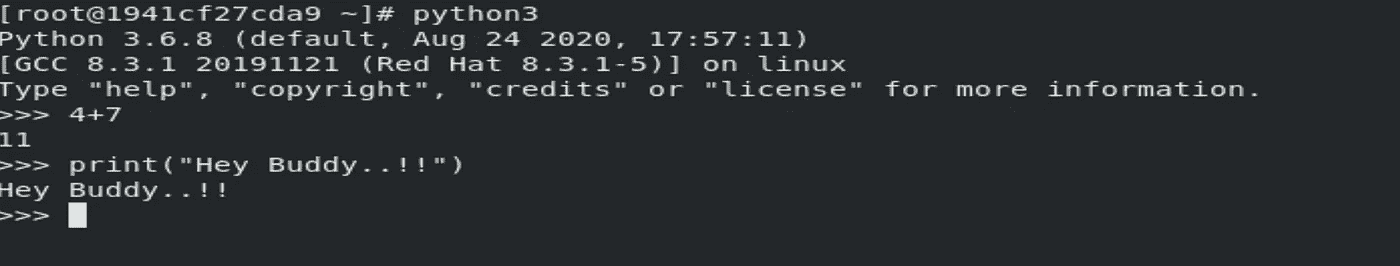 [root@1941cf27cda9 ~]# python3
Python 3.6.8 (default, Aug 24 2020, 17:57:11)
[GCC 8.3.1 20191121 (Red Hat 8.3.1-5)] on linux
Type "help", "copyright", "credits" or "license" for more information.
>>> 4+7
11
>>> print("Hey Buddy..!!")
Hey Buddy..!!
>>>